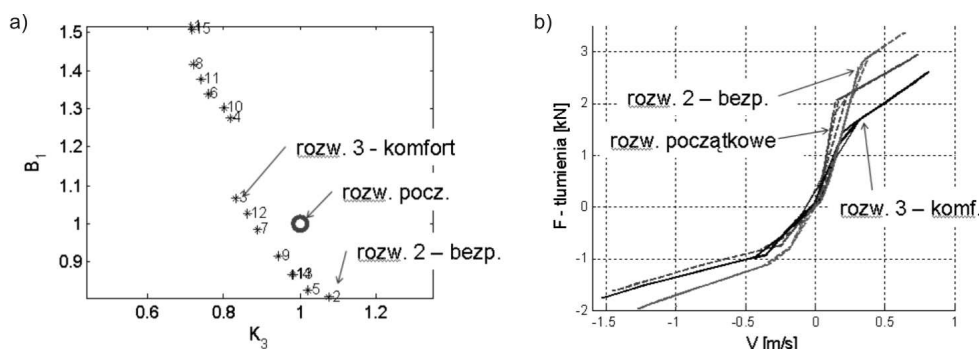 a)
1.5
1.4
1.3
1.2
1.1
1
0.9
B1
15
8
11
6
10
4
3
12
7
9
5
2
rozw. 3 - komfort
rozw. pocz.
rozw. 2 – bezp.
0.6
0.8
1
1.2
K3
b)
3
2
1
0
-1
-2
F - tłumienia [kN]
rozw. 2 – bezp.
rozw. początkowe
rozw. 3 – komf.
-1.5
-1
-0.5
0
0.5
1
V [m/s]